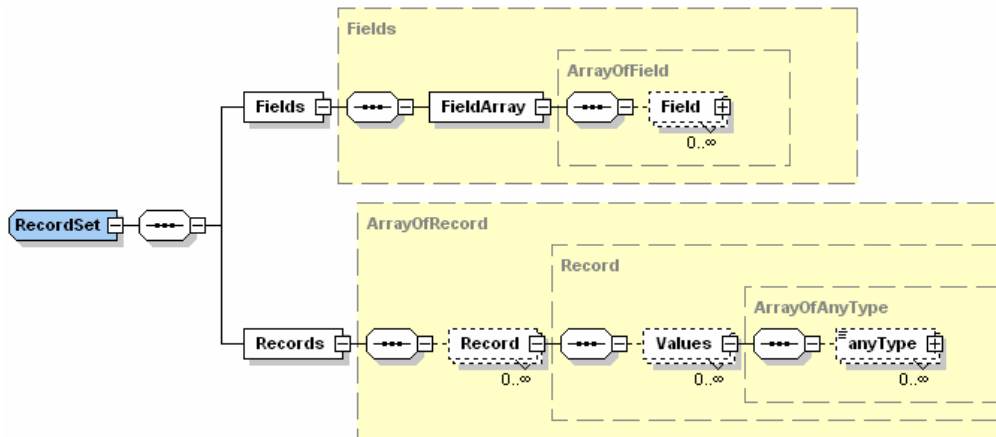 Fields
ArrayOfField
Fields
FieldArray
Field
0..∞
RecordSet
ArrayOfRecord
Record
ArrayOfAnyType
Records
Record
Values
anyType
0..∞
0..∞
0..∞